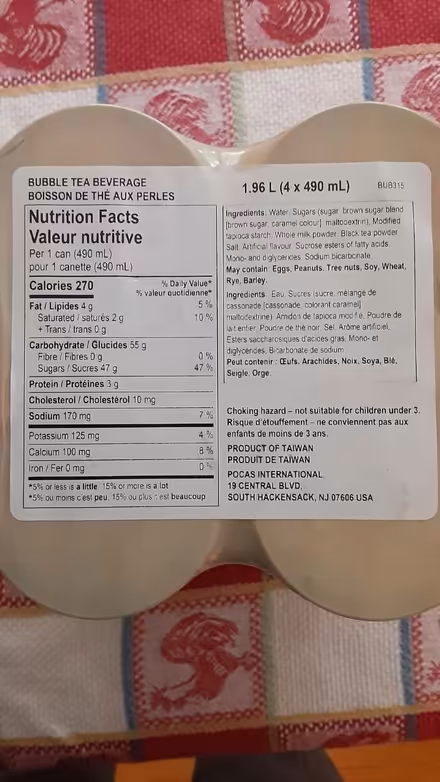 BUBBLE TEA BEVERAGE
BOISSON DE THÉ AUX PERLES
Nutrition Facts
Valeur nutritive
Per 1 can (490 mL)
pour 1 canette (490 mL)
Calories 270
% Daily Value*
% valeur quotidienne*
Fat / Lipides 4 g 5 %
Saturated / saturés 2 g 10 %
+ Trans / trans 0 g
Carbohydrate / Glucides 55 g
Fibre / Fibres 0 g 0 %
Sugars / Sucres 47 g 47 %
Protein / Protéines 3 g
Cholesterol / Cholestérol 10 mg
Sodium 170 mg 7 %
Potassium 125 mg 4 %
Calcium 100 mg 8 %
Iron / Fer 0 mg 0 %
*5% or less is a little 15% or more is a lot
*5% ou moins c'est peu, 15% ou plus c'est beaucoup
1.96 L (4 x 490 mL) BUB315
Ingredients: Water, Sugars (sugar, brown sugar blend
[brown sugar, caramel colour], maltodextrin), Modified
tapioca starch, Whole milk powder, Black tea powder,
Salt, Artificial flavour, Sucrose esters of fatty acids,
Mono- and diglycerides, Sodium bicarbonate.
May contain: Eggs, Peanuts, Tree nuts, Soy, Wheat,
Rye, Barley.
Ingrédients: Eau, Sucres (sucre, mélange de
cassonade [cassonade, colorant caramel],
maltodextrine), Amidon de tapioca modifié, Poudre de
lait entier, Poudre de thé noir, Sel, Arôme artificiel,
Esters saccharosiques d'acides gras, Mono- et
diglycérides, Bicarbonate de sodium.
Peut contenir: Œufs, Arachides, Noix, Soya, Blé,
Seigle, Orge.
Choking hazard – not suitable for children under 3.
Risque d'étouffement – ne conviennent pas aux
enfants de moins de 3 ans.
PRODUCT OF TAIWAN
PRODUIT DE TAÏWAN
POCAS INTERNATIONAL,
19 CENTRAL BLVD,
SOUTH HACKENSACK, NJ 07606 USA